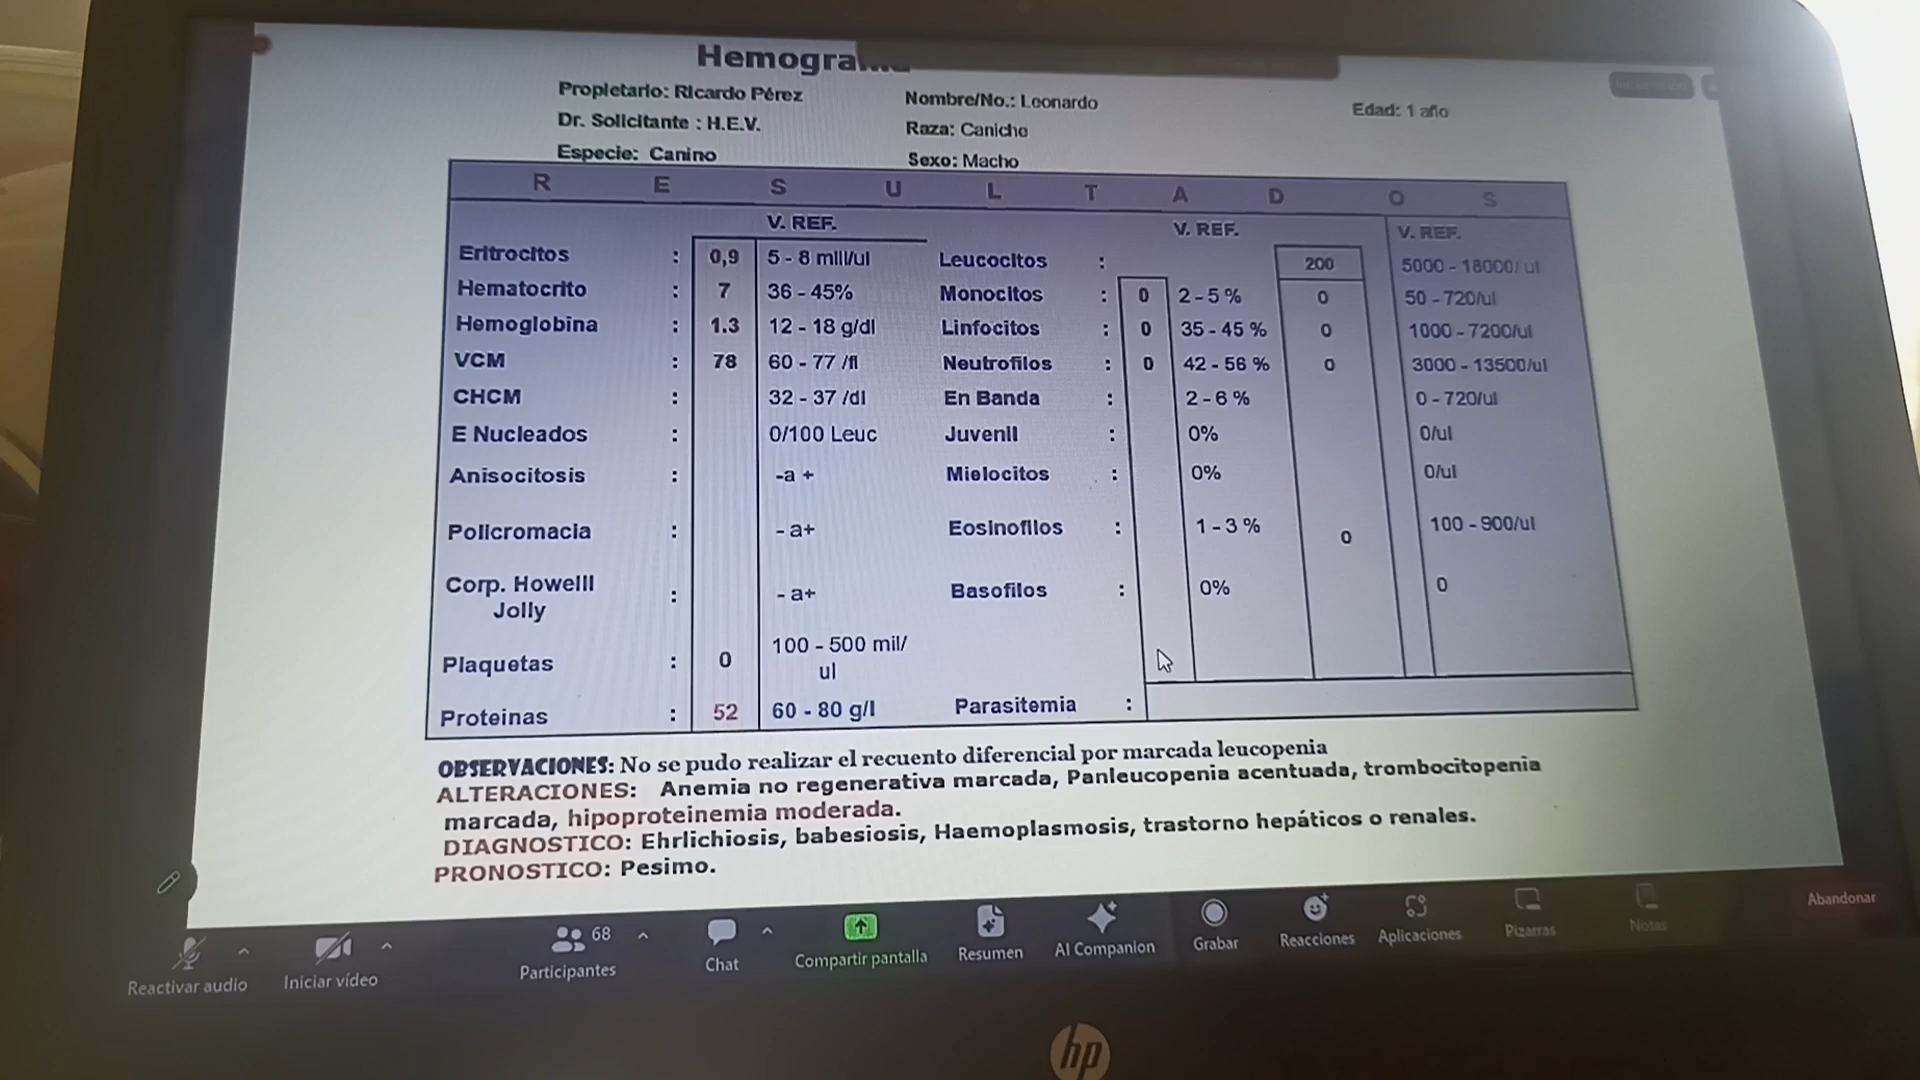 Hemograma
Propietario: Ricardo Pérez
Nombre/No.: Leonardo
Edad: 1 año
Dr. Solicitante : H.E.V.
Raza: Caniche
Especie: Canino
Sexo: Macho
R E S U L T A D O S
V. REF. V. REF. V. REF.
Eritrocitos : 0,9 5 - 8 mill/ul Leucocitos : 200 5000 - 18000/ ul
Hematocrito : 7 36 - 45% Monocitos : 0 2 - 5 % 0 50 - 720/ul
Hemoglobina : 1.3 12 - 18 g/dl Linfocitos : 0 35 - 45 % 0 1000 - 7200/ul
VCM : 78 60 - 77 /fl Neutrofilos : 0 42 - 56 % 0 3000 - 13500/ul
CHCM : 32 - 37 /dl En Banda : 2 - 6 % 0 - 720/ul
E Nucleados : 0/100 Leuc Juvenil : 0% 0/ul
Anisocitosis : -a + Mielocitos : 0% 0/ul
Policromacia : - a+ Eosinofilos : 1 - 3 % 0 100 - 900/ul
Corp. Howelll
Jolly : - a+ Basofilos : 0% 0
Plaquetas : 0 100 - 500 mil/
ul
Proteinas : 52 60 - 80 g/l Parasitemia :
OBSERVACIONES: No se pudo realizar el recuento diferencial por marcada leucopenia
ALTERACIONES: Anemia no regenerativa marcada, Panleucopenia acentuada, trombocitopenia
marcada, hipoproteinemia moderada.
DIAGNOSTICO: Ehrlichiosis, babesiosis, Haemoplasmosis, trastorno hepáticos o renales.
PRONOSTICO: Pesimo.
Reactivar audio
Iniciar vídeo
68
Participantes
Chat
Compartir pantalla
Resumen
AI Companion
Grabar
Reacciones
Aplicaciones
Pizarras
Notas
Abandonar
hp